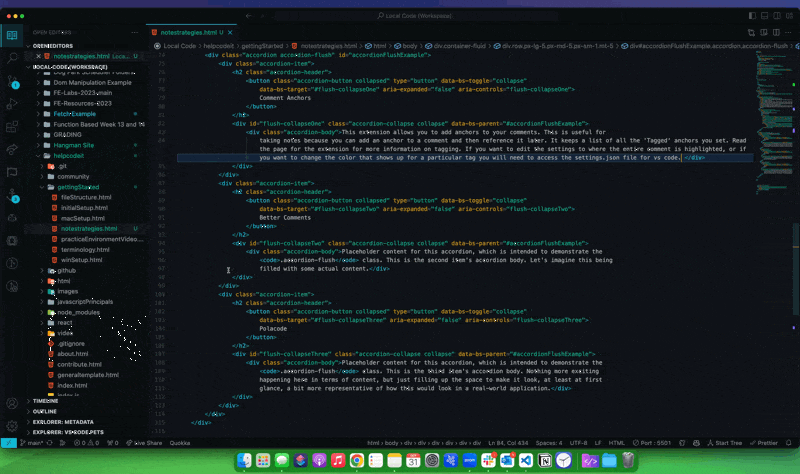 Local Code (Workspace)
OPEN EDITORS
notestrategies.html U
OPEN EDITORS
notestrategies.html Local...
LOCAL-CODE (WORKSPACE)
Dog Park Scheduler Folders
Dom Manipulation Example
FE-Labs-2023.main
FE-Resources-2023
FetchExample
Function Based Week 13 and 14
GRADING
Hangman Site
helpcodeit
.git
community
gettingStarted
fileStructure.html
initialSetup.html
macSetup.html
notestrategies.html
practiceEnvironmentVideo...
terminology.html
winSetup.html
github
html
images
javascriptPrincipals
node_modules
react
video
.gitignore
about.html
contribute.html
generaltemplate.html
index.html
TIMELINE
OUTLINE
EXPLORER: METADATA
EXPLORER: VSCODE-PETS
Local Code > helpcodeit > gettingStarted > notestrategies.html > html > body > div.container-fluid > div.row.ps-lg-5.ps-md-5.ps-sm-1.mt-5 > div#accordionFlushExample.accordion.accordion-flush
<div class="accordion accordion-flush" id="accordionFlushExample">
<div class="accordion-item">
<h2 class="accordion-header">
<button class="accordion-button collapsed" type="button" data-bs-toggle="collapse"
data-bs-target="#flush-collapseOne" aria-expanded="false" aria-controls="flush-collapseOne">
Comment Anchors
</button>
</h2>
<div id="flush-collapseOne" class="accordion-collapse collapse" data-bs-parent="#accordionFlushExample">
<div class="accordion-body">This extension allows you to add anchors to your comments. This is useful for
taking notes because you can add an anchor to a comment and then reference it later. It keeps a list of all the "Tagged" anchors you set. Read
the page for the extension for more information on tagging. If you want to edit the settings to where the entire comment is highlighted, or if
you want to change the color that shows up for a particular tag you will need to access the settings.json file for vs code. </div>
</div>
</div>
<div class="accordion-item">
<h2 class="accordion-header">
<button class="accordion-button collapsed" type="button" data-bs-toggle="collapse"
data-bs-target="#flush-collapseTwo" aria-expanded="false" aria-controls="flush-collapseTwo">
Better Comments
</button>
</h2>
<div id="flush-collapseTwo" class="accordion-collapse collapse" data-bs-parent="#accordionFlushExample">
<div class="accordion-body">Placeholder content for this accordion, which is intended to demonstrate the
<code>.accordion-flush</code> class. This is the second item's accordion body. Let's imagine this being
filled with some actual content.</div>
</div>
</div>
<div class="accordion-item">
<h2 class="accordion-header">
<button class="accordion-button collapsed" type="button" data-bs-toggle="collapse"
data-bs-target="#flush-collapseThree" aria-expanded="false" aria-controls="flush-collapseThree">
Polacode
</button>
</h2>
<div id="flush-collapseThree" class="accordion-collapse collapse" data-bs-parent="#accordionFlushExample">
<div class="accordion-body">Placeholder content for this accordion, which is intended to demonstrate the
<code>.accordion-flush</code> class. This is the third item's accordion body. Nothing more exciting
happening here in terms of content, but just filling up the space to make it look, at least at first
glance, a bit more representative of how this would look in a real-world application.</div>
</div>
</div>
</div>
</div>
main* 0 0 0 Live Share Quokka html > body > div > div > div > div > div > div Ln 84, Col 434 Spaces: 4 UTF-8 LF HTML Port : 5501 Start Tree Prettier